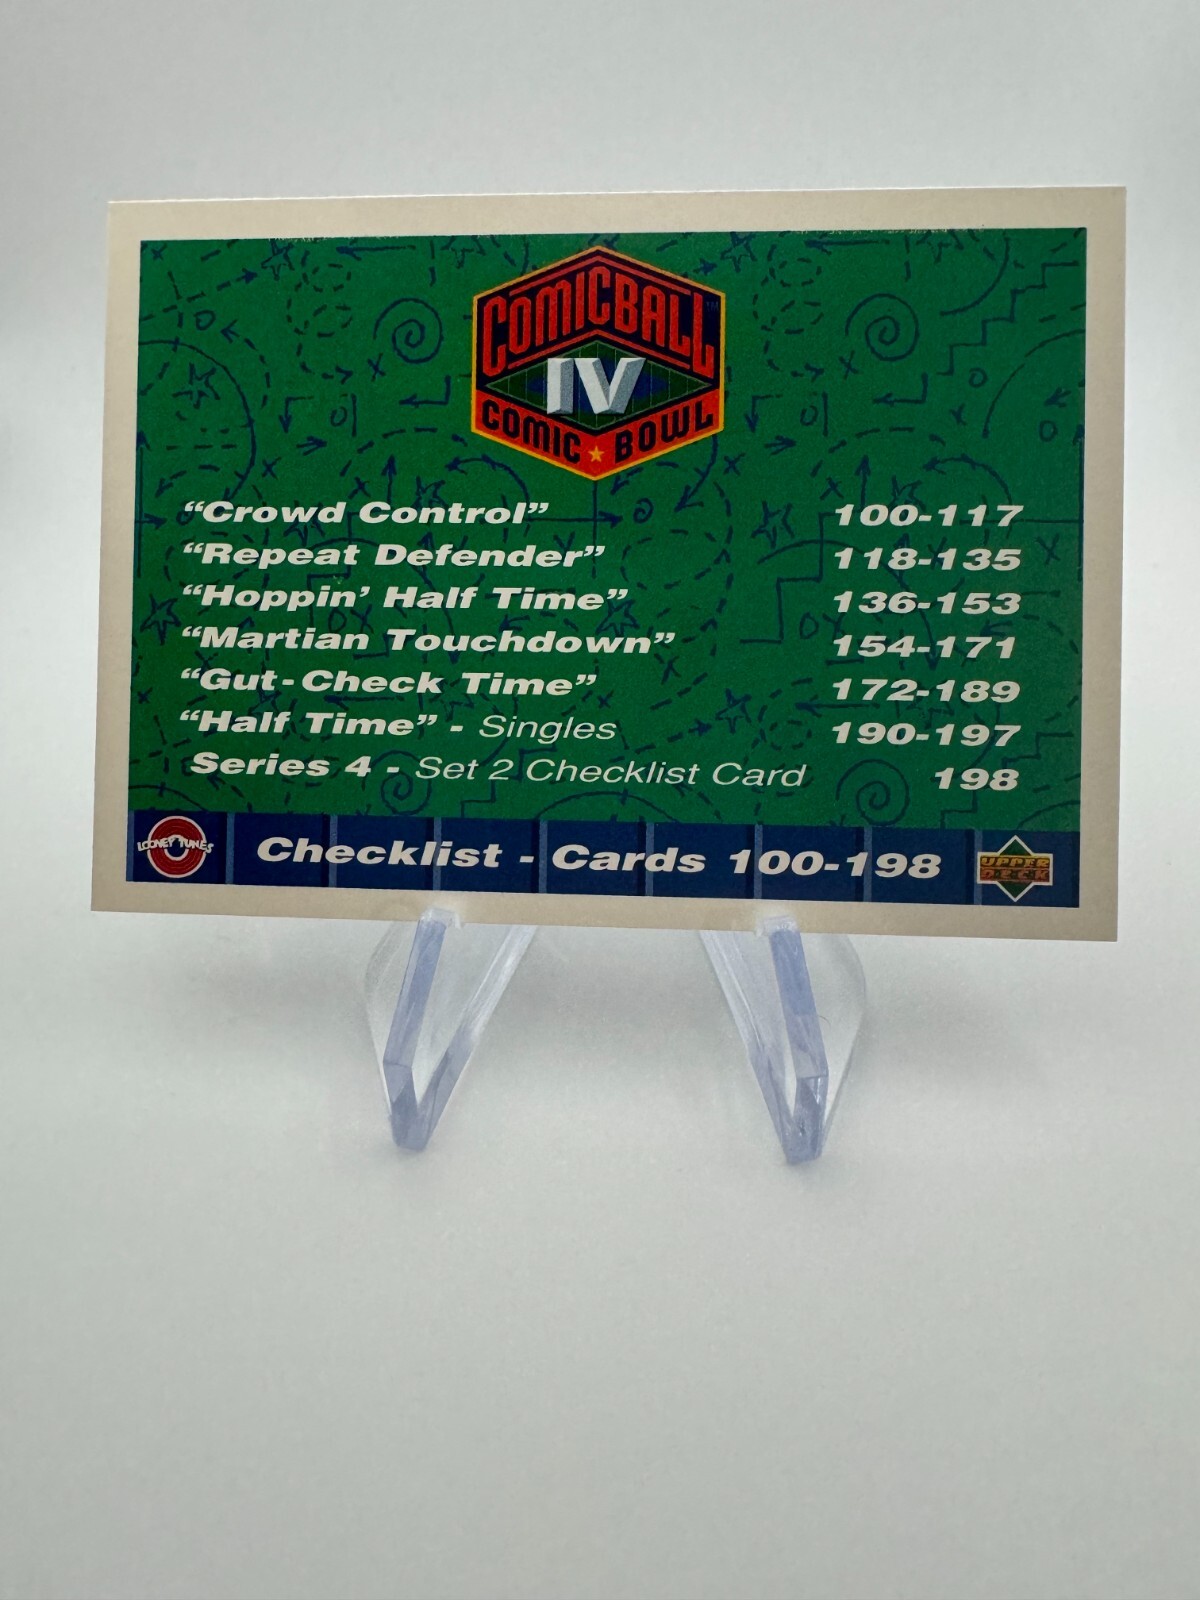 COMICBALL
IV
COMIC ★ BOWL
“Crowd Control” 100-117
“Repeat Defender” 118-135
“Hoppin’ Half Time” 136-153
“Martian Touchdown” 154-171
“Gut-Check Time” 172-189
“Half Time” - Singles 190-197
Series 4 - Set 2 Checklist Card 198
LOONEY TUNES
Checklist - Cards 100-198
UPPER
DECK